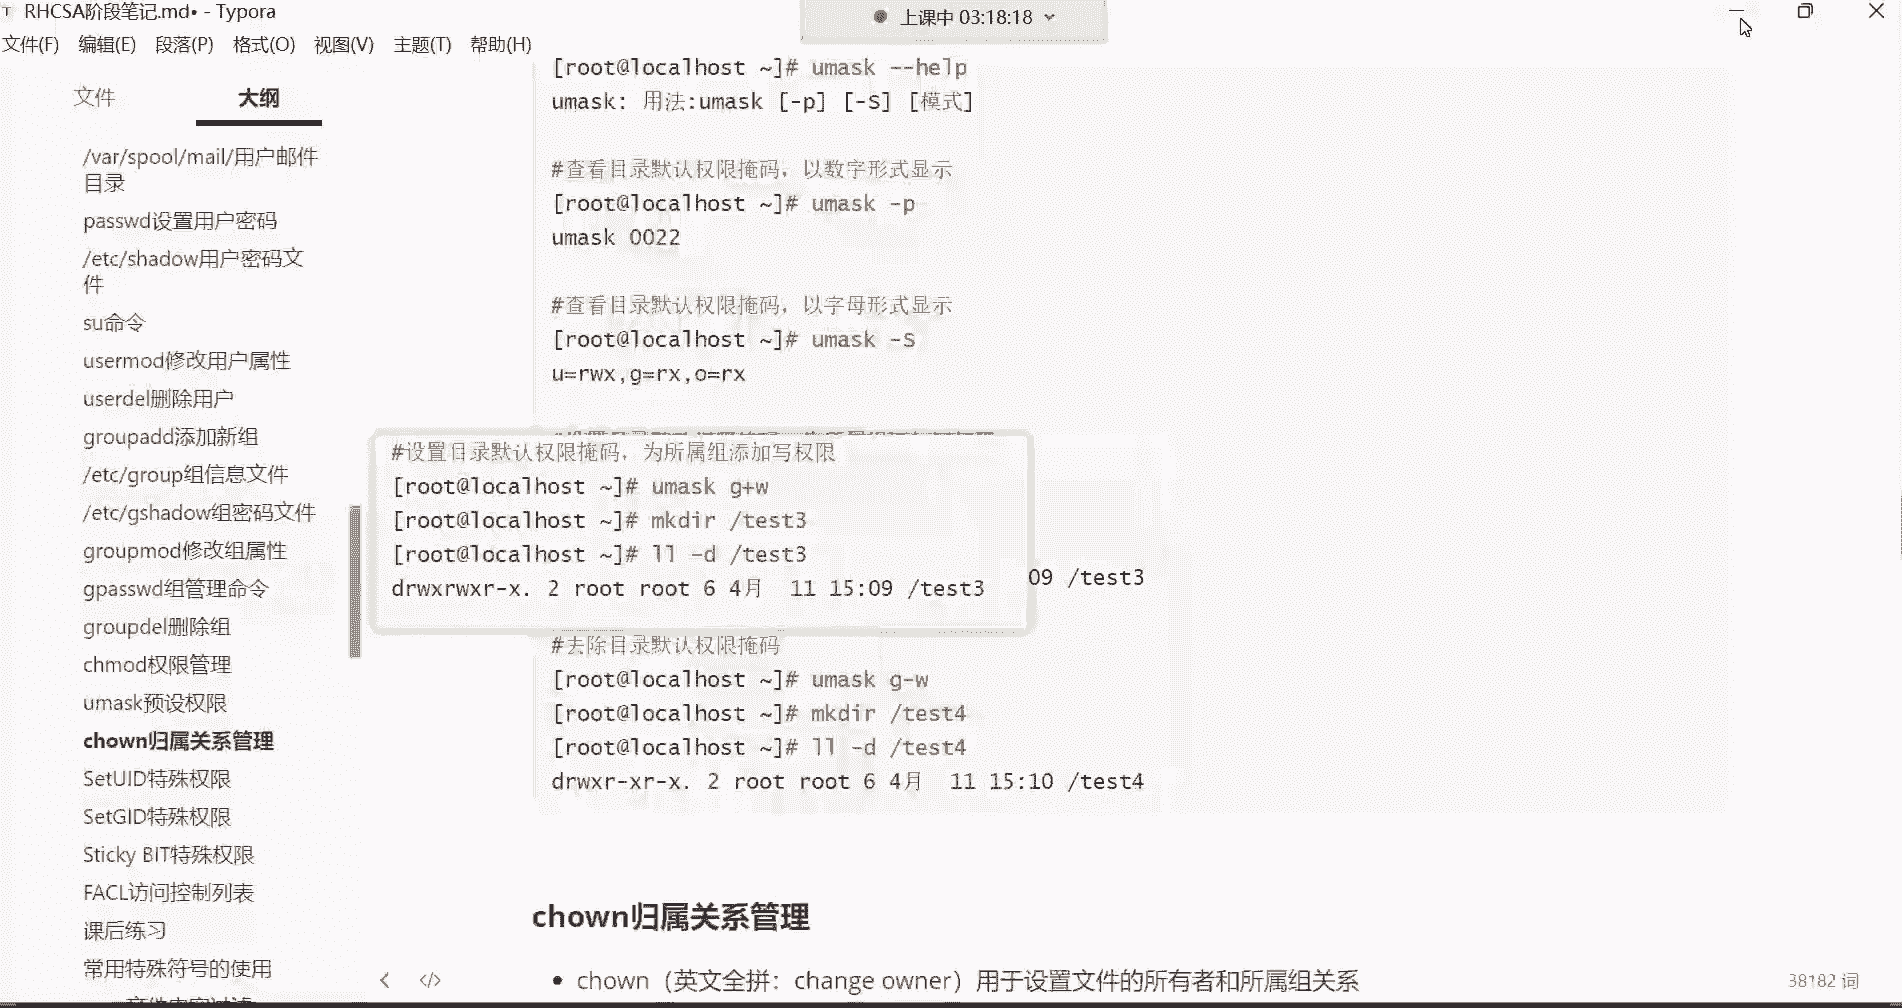 RHCSA阶段笔记.md• - Typora
上课中 03:18:18
文件(F) 编辑(E) 段落(P) 格式(O) 视图(V) 主题(T) 帮助(H)
文件 大纲
/var/spool/mail/用户邮件
目录
passwd设置用户密码
/etc/shadow用户密码文
件
su命令
usermod修改用户属性
userdel删除用户
groupadd添加新组
/etc/group组信息文件
/etc/gshadow组密码文件
groupmod修改组属性
gpasswd组管理命令
groupdel删除组
chmod权限管理
umask预设权限
chown归属关系管理
SetUID特殊权限
SetGID特殊权限
Sticky BIT特殊权限
FACL访问控制列表
课后练习
常用特殊符号的使用
[root@localhost ~]# umask --help
umask: 用法:umask [-p] [-S] [模式]
#查看目录默认权限掩码，以数字形式显示
[root@localhost ~]# umask -p
umask 0022
#查看目录默认权限掩码，以字母形式显示
[root@localhost ~]# umask -S
u=rwx,g=rx,o=rx
#设置目录默认权限掩码，为所属组添加写权限
[root@localhost ~]# umask g+w
[root@localhost ~]# mkdir /test3
[root@localhost ~]# ll -d /test3
drwxrwxr-x. 2 root root 6 4月 11 15:09 /test3
09 /test3
#去除目录默认权限掩码
[root@localhost ~]# umask g-w
[root@localhost ~]# mkdir /test4
[root@localhost ~]# ll -d /test4
drwxr-xr-x. 2 root root 6 4月 11 15:10 /test4
chown归属关系管理
• chown（英文全拼：change owner）用于设置文件的所有者和所属组关系
38182 词